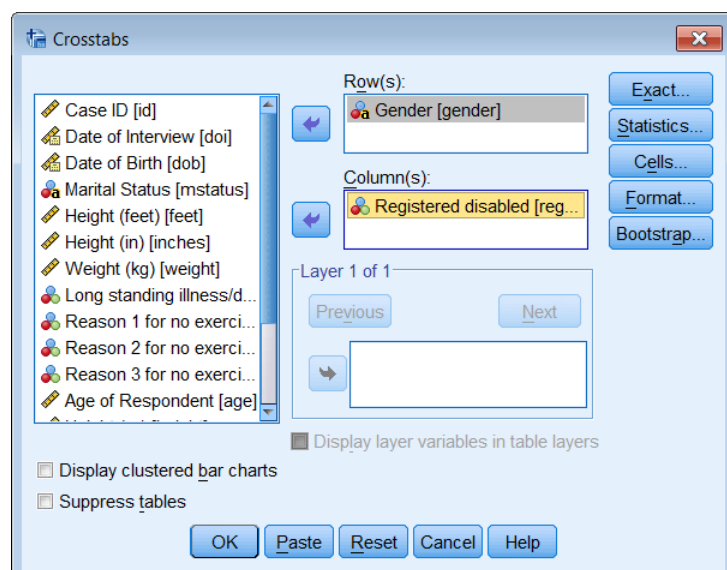 Crosstabs
Case ID [id]
Date of Interview [doi]
Date of Birth [dob]
Marital Status [mstatus]
Height (feet) [feet]
Height (in) [inches]
Weight (kg) [weight]
Long standing illness/d...
Reason 1 for no exerci...
Reason 2 for no exerci...
Reason 3 for no exerci...
Age of Respondent [age]
Row(s):
Gender [gender]
Column(s):
Registered disabled [reg...
Layer 1 of 1
Previous
Next
Display layer variables in table layers
Exact...
Statistics...
Cells...
Format...
Bootstrap...
Display clustered bar charts
Suppress tables
OK
Paste
Reset
Cancel
Help